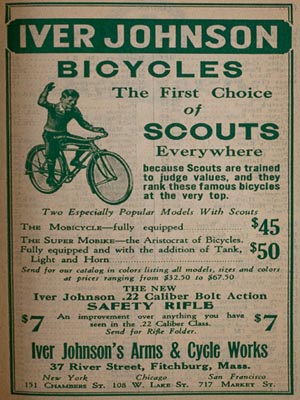 IVER JOHNSON
BICYCLES
The First Choice
of
SCOUTS
Everywhere
because Scouts are trained
to judge values, and they
rank these famous bicycles
at the very top.
Two Especially Popular Models With Scouts
THE MOBICYCLE—fully equipped $45
THE SUPER MOBIKE—the Aristocrat of Bicycles.
Fully equipped and with the addition of Tank,
Light and Horn $50
Send for our catalog in colors listing all models, sizes and colors
at prices ranging from $32.50 to $67.50
THE NEW
Iver Johnson .22 Caliber Bolt Action
SAFETY RIFLE
$7 An improvement over anything you have $7
seen in the .22 Caliber Class.
Send for Rifle Folder.
Iver Johnson's Arms & Cycle Works
37 River Street, Fitchburg, Mass.
New York Chicago San Francisco
151 CHAMBERS ST. 108 W. LAKE ST. 717 MARKET ST.